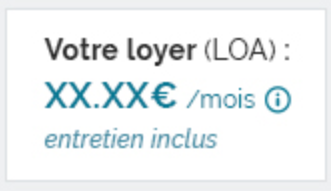 Votre loyer (LOA) :
XX.XX€ /mois
entretien inclus